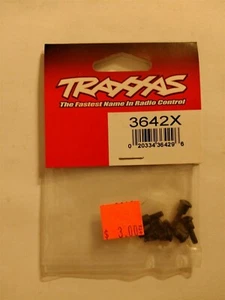 TRAXXAS
The Fastest Name In Radio Control
3642X
0 20334 36429 8
$ 3.00